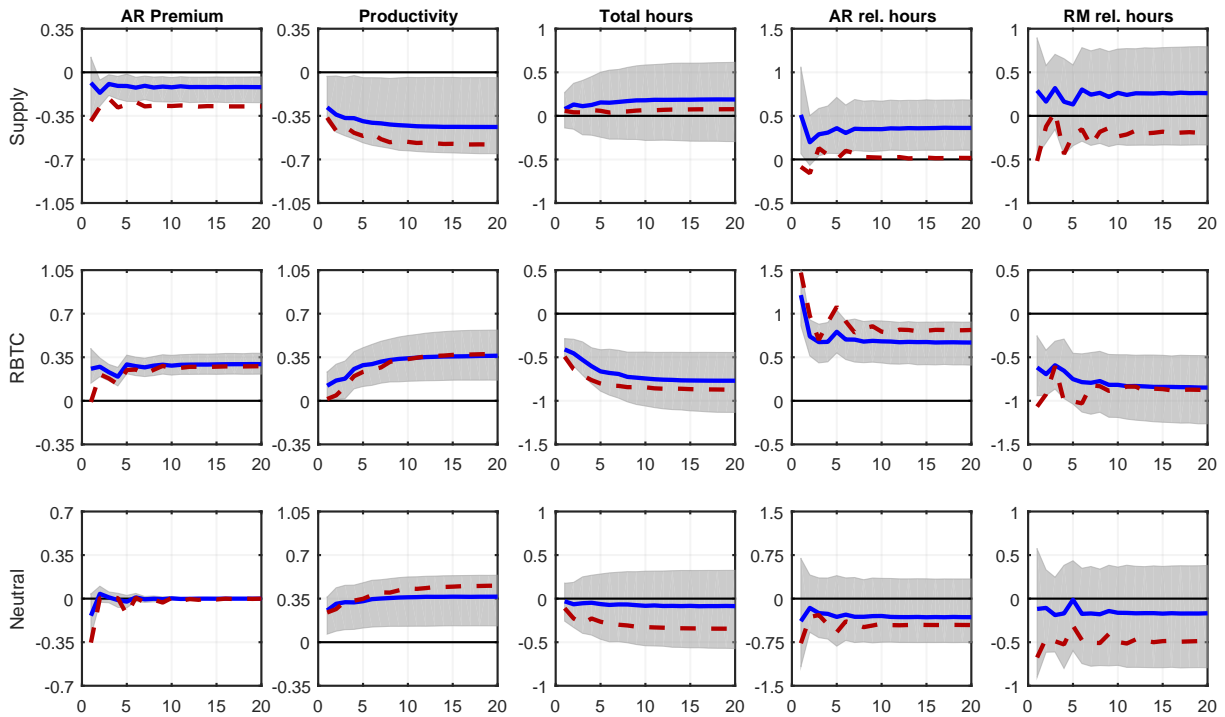 AR Premium Productivity Total hours AR rel. hours RM rel. hours
Supply
0.35 0 -0.35 -0.7 -1.05
0 5 10 15 20
0.35 0 -0.35 -0.7 -1.05
0 5 10 15 20
1 0.5 0 -0.5 -1
0 5 10 15 20
1.5 1 0.5 0 -0.5
0 5 10 15 20
1 0.5 0 -0.5 -1
0 5 10 15 20
RBTC
1.05 0.7 0.35 0 -0.35
0 5 10 15 20
1.05 0.7 0.35 0 -0.35
0 5 10 15 20
0.5 0 -0.5 -1 -1.5
0 5 10 15 20
1.5 1 0.5 0 -0.5
0 5 10 15 20
0.5 0 -0.5 -1 -1.5
0 5 10 15 20
Neutral
0.7 0.35 0 -0.35 -0.7
0 5 10 15 20
1.05 0.7 0.35 0 -0.35
0 5 10 15 20
1 0.5 0 -0.5 -1
0 5 10 15 20
1.5 0.75 0 -0.75 -1.5
0 5 10 15 20
1 0.5 0 -0.5 -1
0 5 10 15 20